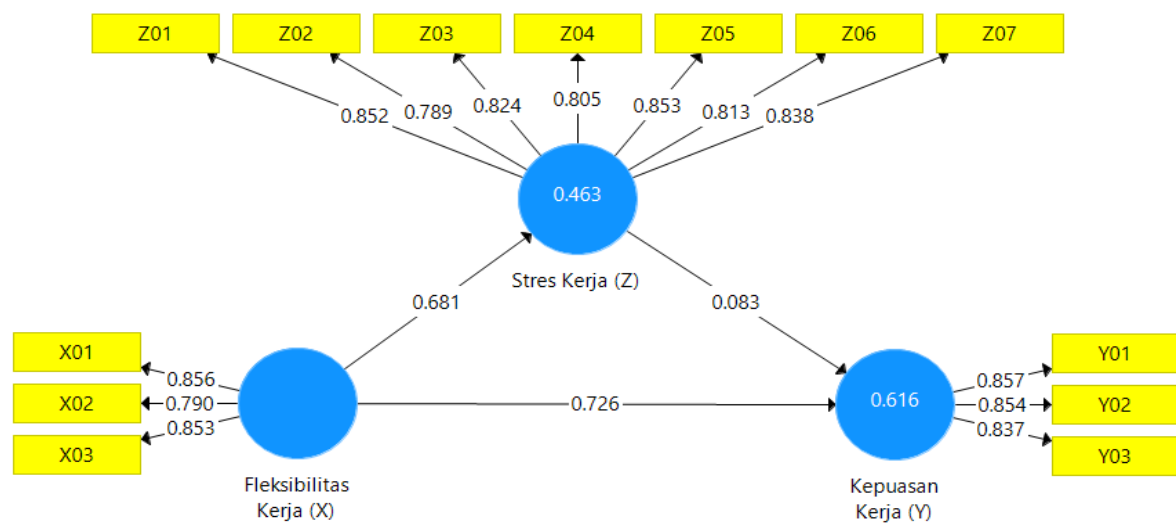 Z01 Z02 Z03 Z04 Z05 Z06 Z07
0.852 0.789 0.824 0.805 0.853 0.813 0.838
0.463
Stres Kerja (Z)
0.681 0.083
X01
X02
X03
0.856
0.790
0.853
Fleksibilitas
Kerja (X)
0.726
0.616
Kepuasan
Kerja (Y)
0.857
0.854
0.837
Y01
Y02
Y03